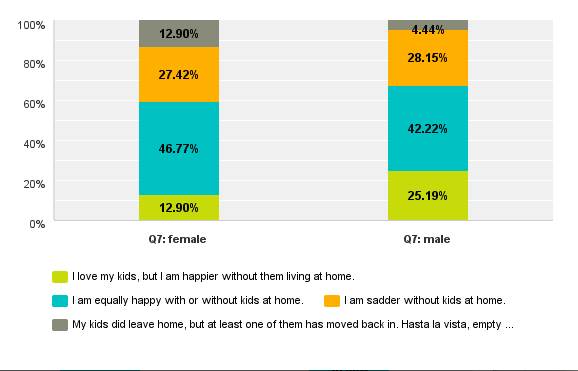 100%
80%
60%
40%
20%
0%
12.90%
27.42%
46.77%
12.90%
4.44%
28.15%
42.22%
25.19%
Q7: female
Q7: male
I love my kids, but I am happier without them living at home.
I am equally happy with or without kids at home.
I am sadder without kids at home.
My kids did leave home, but at least one of them has moved back in. Hasta la vista, empty ...